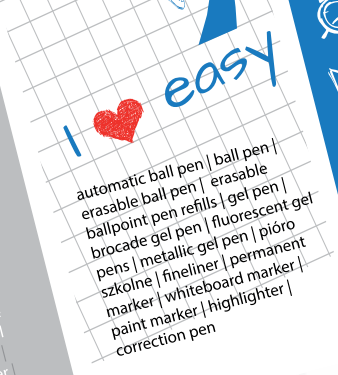 I easy
automatic ball pen | ball pen |
erasable ball pen | erasable
ballpoint pen refills | gel pen |
brocade gel pen | fluorescent gel
pens | metallic gel pen | pióro
szkolne | fineliner | permanent
marker | whiteboard marker |
paint marker | highlighter |
correction pen